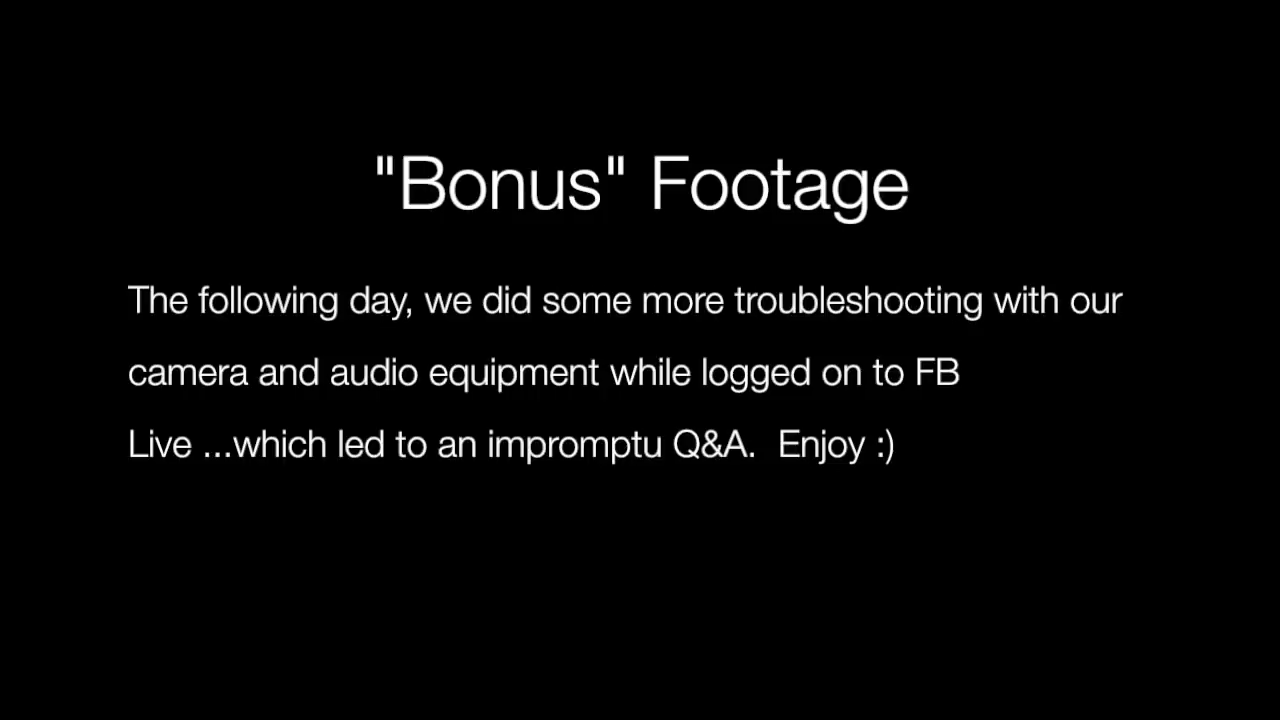 "Bonus" Footage
The following day, we did some more troubleshooting with our
camera and audio equipment while logged on to FB
Live ...which led to an impromptu Q&A.  Enjoy :)